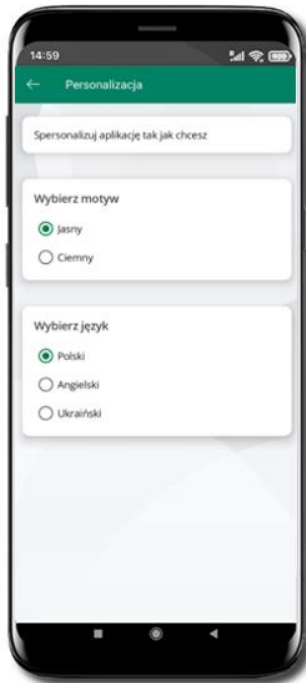 14:59
Personalizacja
Spersonalizuj aplikację tak jak chcesz
Wybierz motyw
Jasny
Ciemny
Wybierz język
Polski
Angielski
Ukraiński